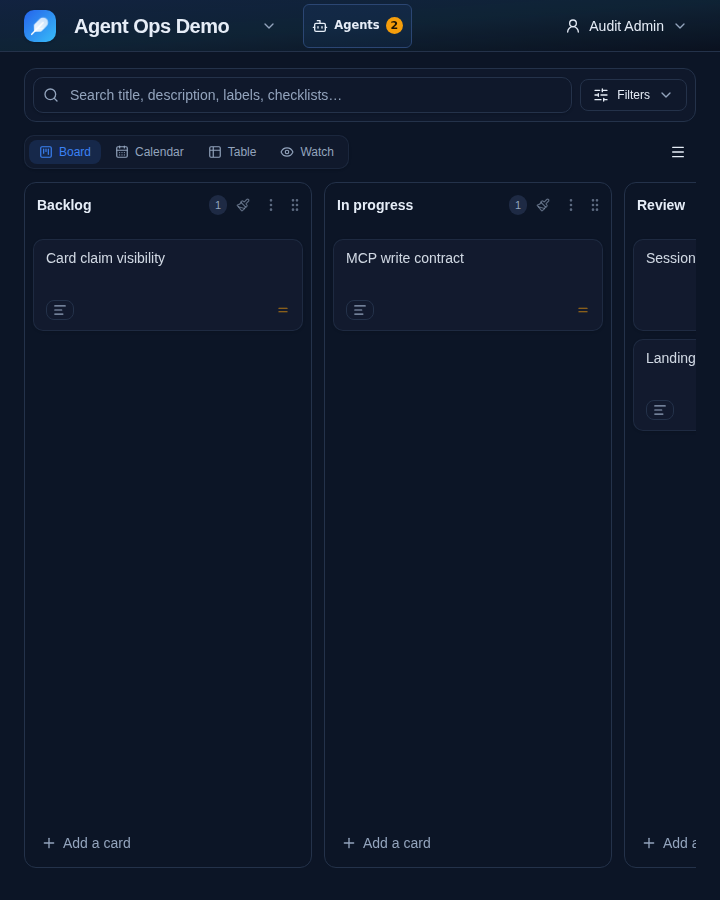 Agent Ops Demo
Agents 2
Audit Admin
Search title, description, labels, checklists…
Filters
Board
Calendar
Table
Watch
Backlog
1
In progress
1
Review
Card claim visibility
MCP write contract
Session
Landing
Add a card
Add a card
Add a